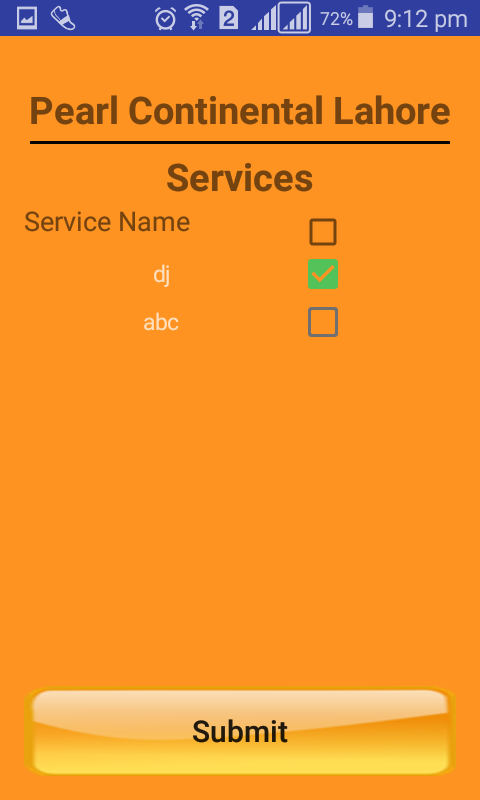 2 72% 9:12 pm
Pearl Continental Lahore
Services
Service Name
dj
abc
Submit